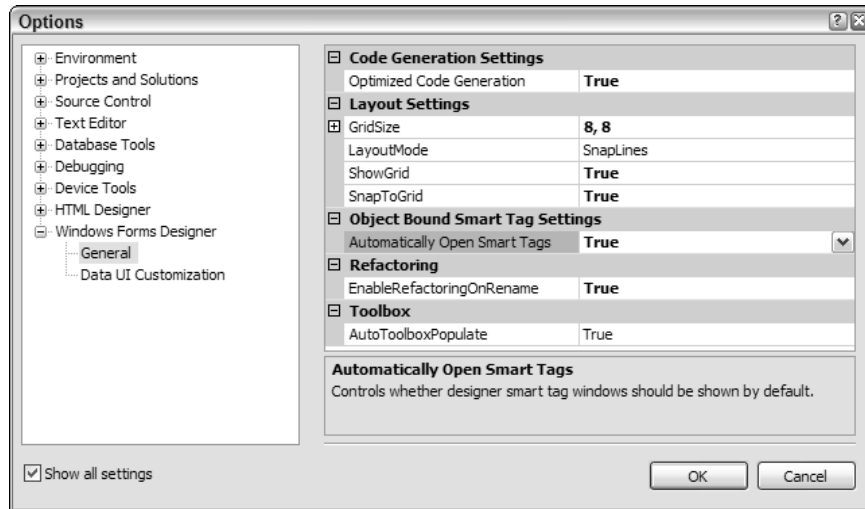 Options
Environment
Projects and Solutions
Source Control
Text Editor
Database Tools
Debugging
Device Tools
HTML Designer
Windows Forms Designer
General
Data UI Customization
Code Generation Settings
Optimized Code Generation True
Layout Settings
GridSize 8, 8
LayoutMode SnapLines
ShowGrid True
SnapToGrid True
Object Bound Smart Tag Settings
Automatically Open Smart Tags True
Refactoring
EnableRefactoringOnRename True
Toolbox
AutoToolboxPopulate True
Automatically Open Smart Tags
Controls whether designer smart tag windows should be shown by default.
Show all settings
OK Cancel